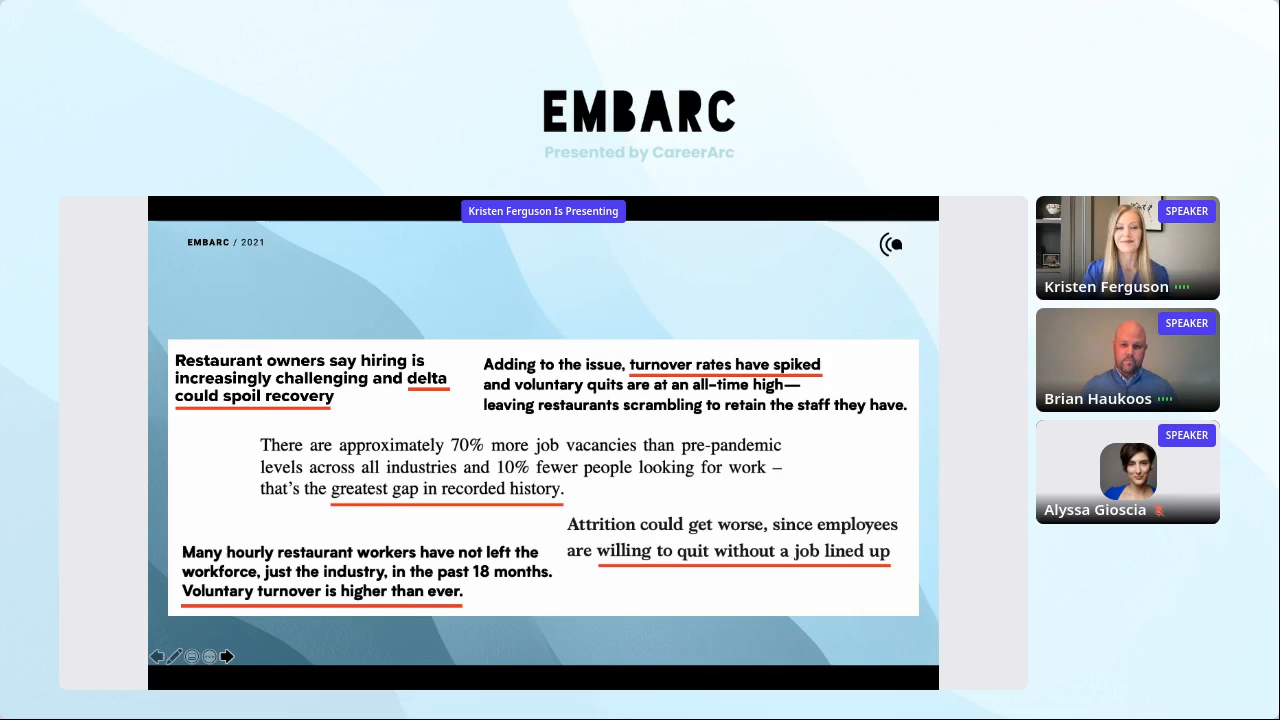 EMBARC
Presented by CareerArc
Kristen Ferguson Is Presenting
EMBARC / 2021
Restaurant owners say hiring is
increasingly challenging and delta
could spoil recovery
Adding to the issue, turnover rates have spiked
and voluntary quits are at an all-time high—
leaving restaurants scrambling to retain the staff they have.
There are approximately 70% more job vacancies than pre-pandemic
levels across all industries and 10% fewer people looking for work –
that's the greatest gap in recorded history.
Attrition could get worse, since employees
are willing to quit without a job lined up
Many hourly restaurant workers have not left the
workforce, just the industry, in the past 18 months.
Voluntary turnover is higher than ever.
SPEAKER
Kristen Ferguson
SPEAKER
Brian Haukoos
SPEAKER
Alyssa Gioscia